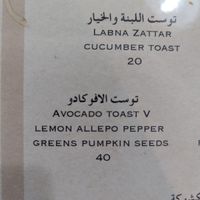 توست اللبنة والخيار
Labna Zattar
cucumber toast
20
توست الافوكادو
Avocado toast V
lemon allepo pepper
greens pumpkin seeds
40